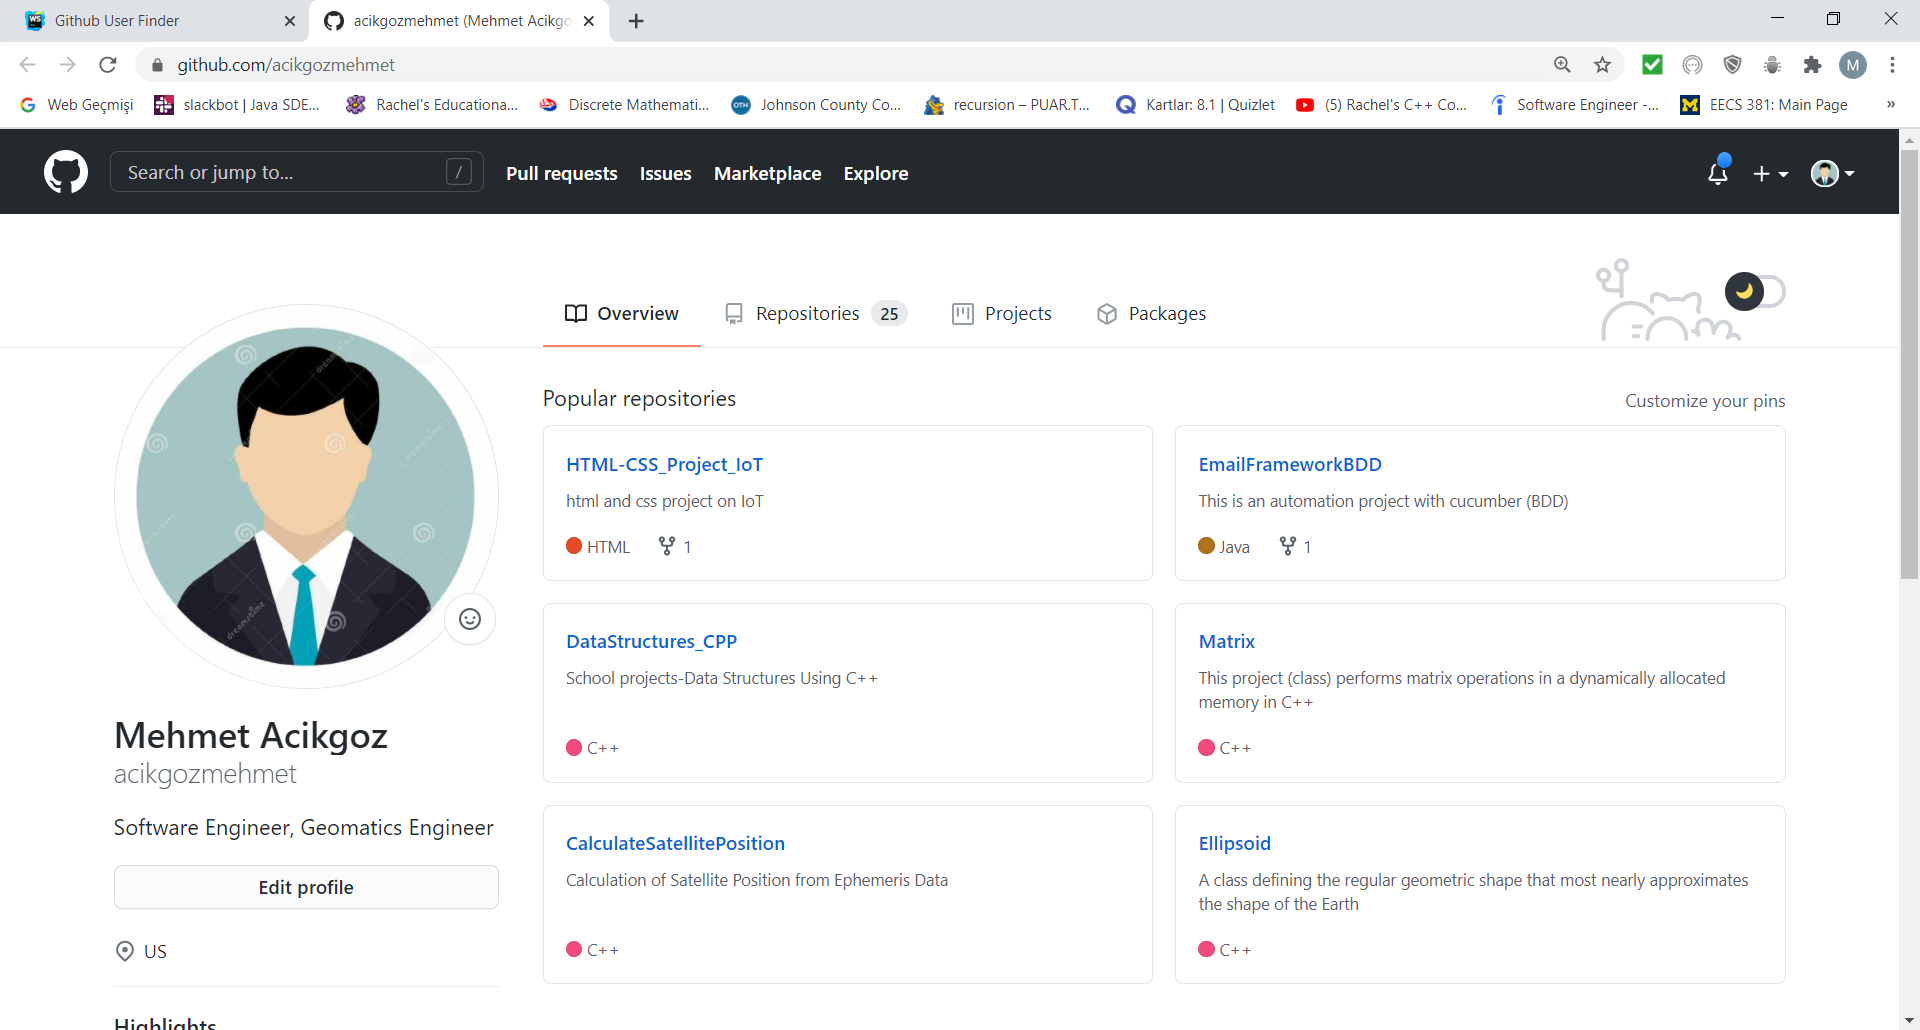 Github User Finder
acikgozmehmet (Mehmet Acikgo
github.com/acikgozmehmet
M
Web Geçmişi
slackbot | Java SDE...
Rachel's Educationa...
Discrete Mathemati...
Johnson County Co...
recursion – PUAR.T...
Kartlar: 8.1 | Quizlet
(5) Rachel's C++ Co...
Software Engineer -...
EECS 381: Main Page
»
Search or jump to...
/
Pull requests
Issues
Marketplace
Explore
Overview
Repositories 25
Projects
Packages
Popular repositories
Customize your pins
HTML-CSS_Project_IoT
html and css project on IoT
HTML 1
EmailFrameworkBDD
This is an automation project with cucumber (BDD)
Java 1
DataStructures_CPP
School projects-Data Structures Using C++
C++
Matrix
This project (class) performs matrix operations in a dynamically allocated
memory in C++
C++
CalculateSatellitePosition
Calculation of Satellite Position from Ephemeris Data
C++
Ellipsoid
A class defining the regular geometric shape that most nearly approximates
the shape of the Earth
C++
dreamstime
dreamstime
dreamstime
dreamstime
Mehmet Acikgoz
acikgozmehmet
Software Engineer, Geomatics Engineer
Edit profile
US
Highlights